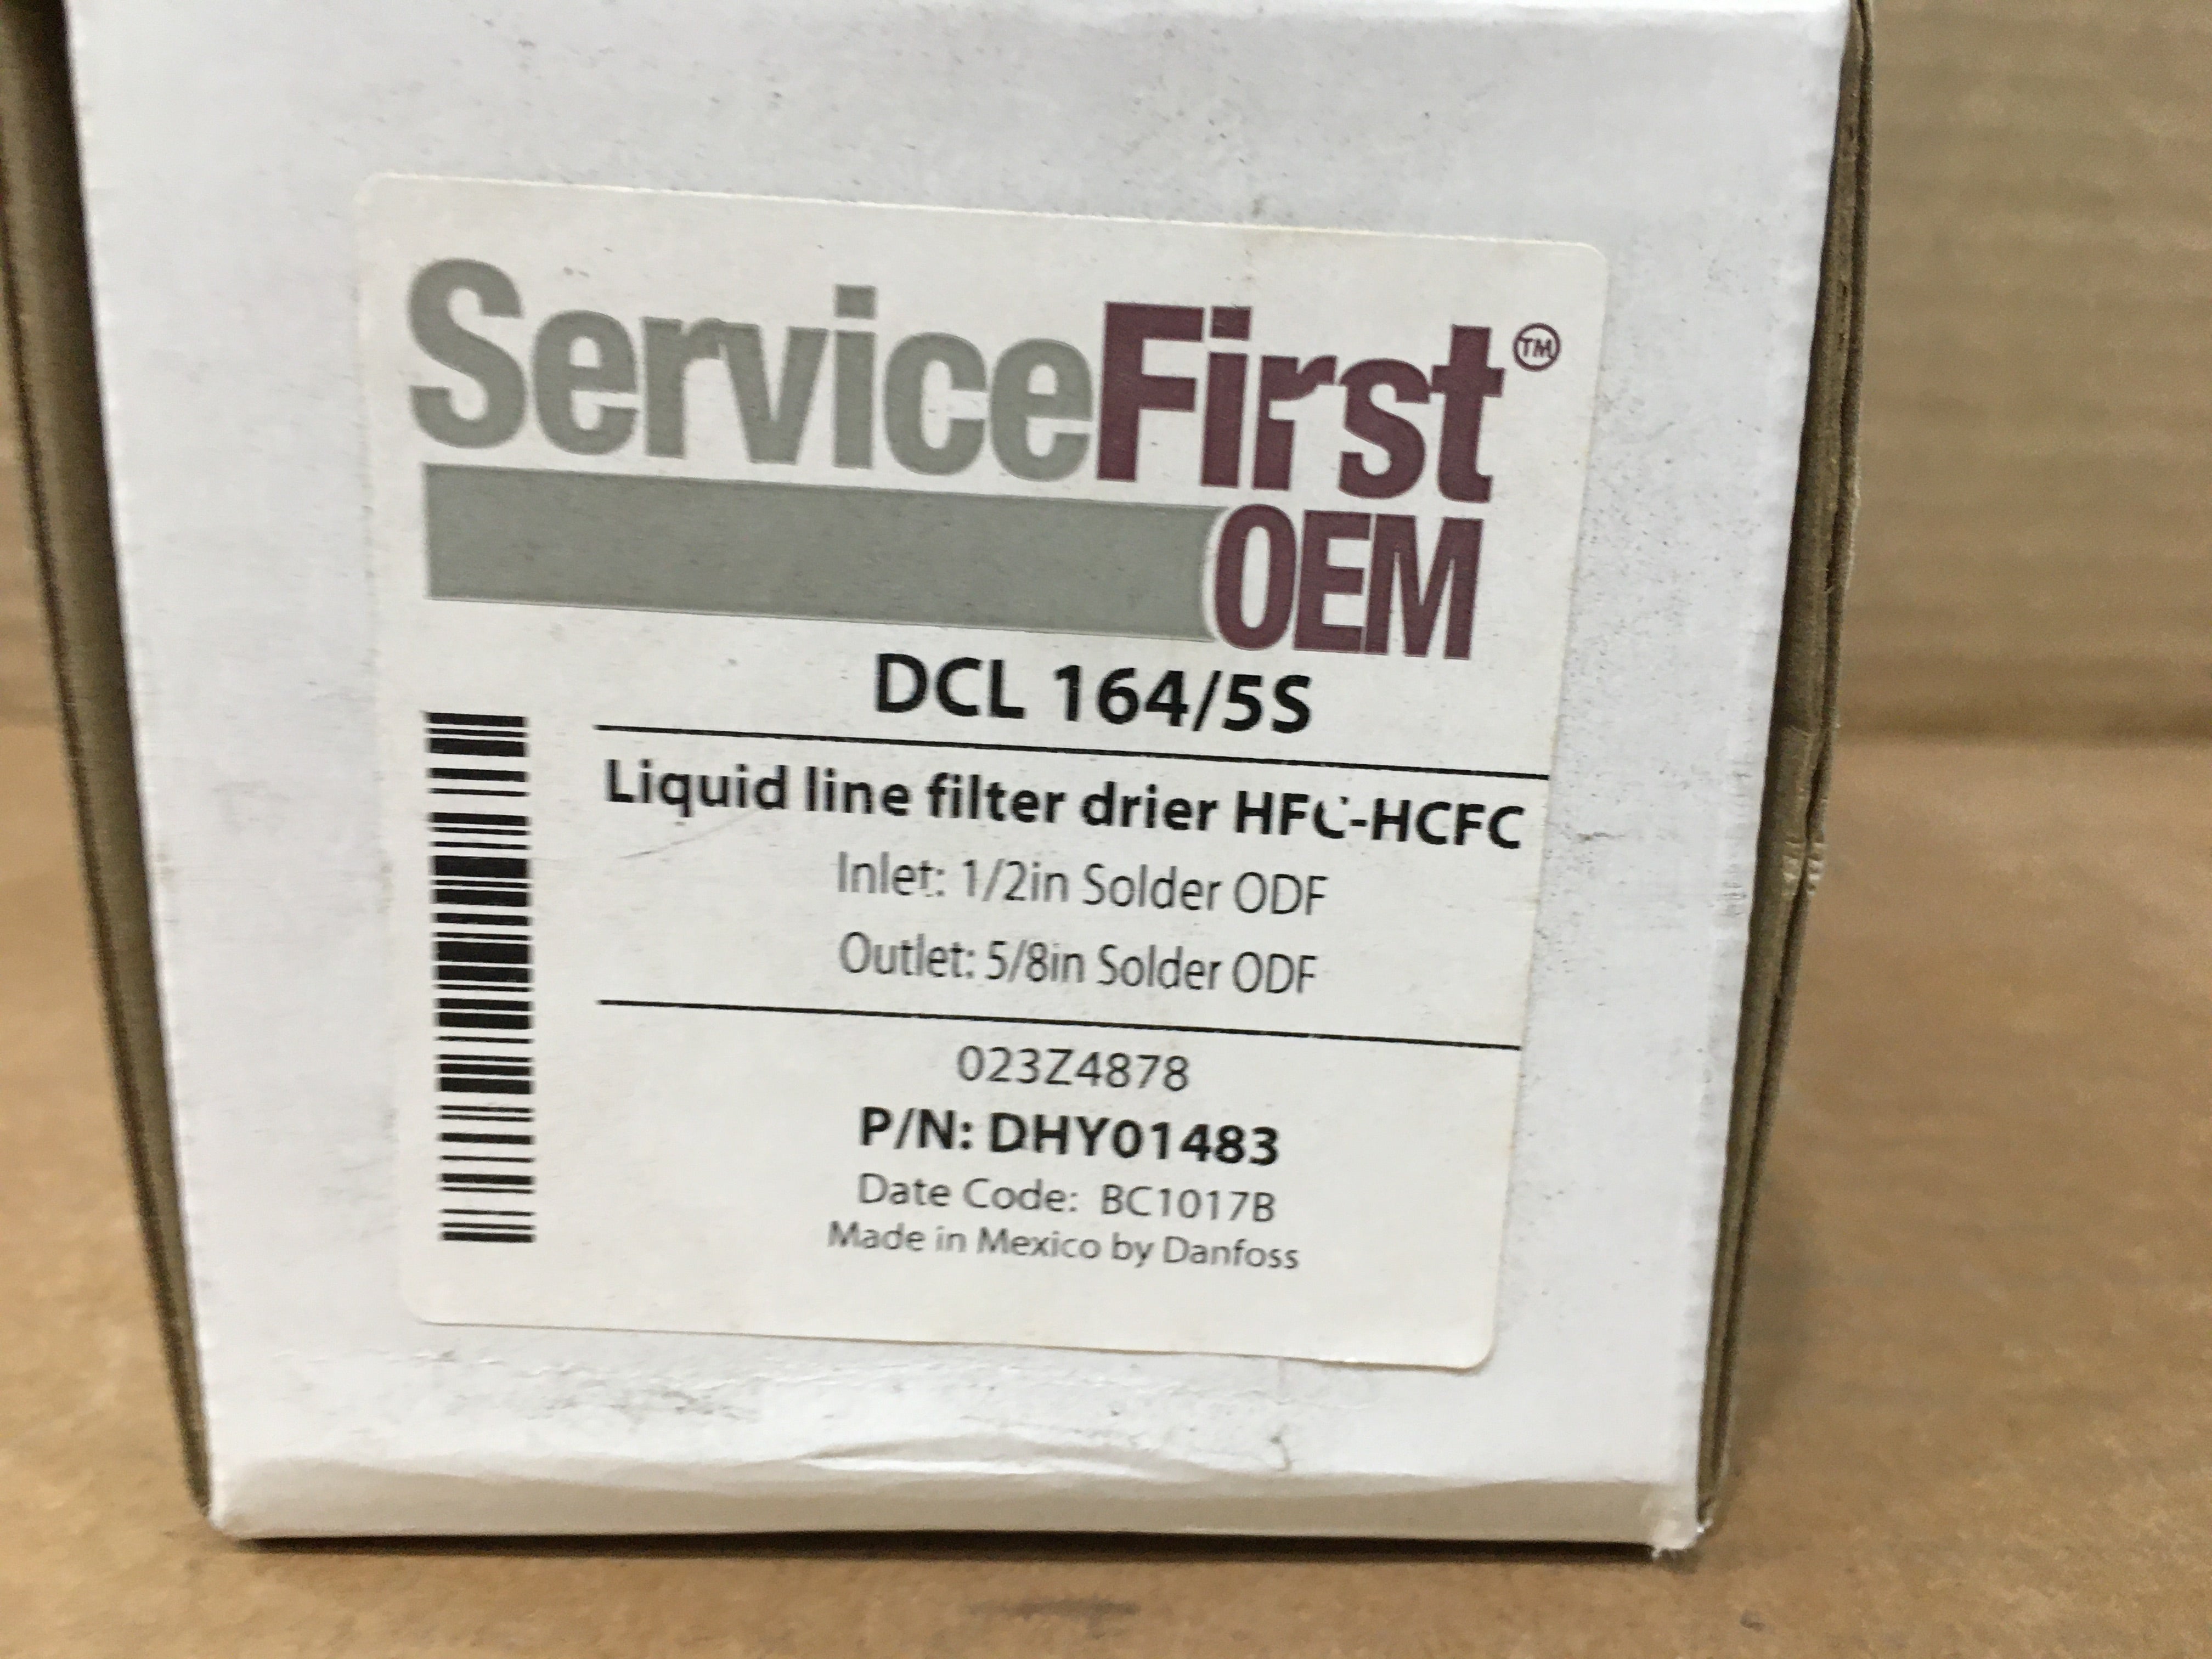 ServiceFirst™
OEM
DCL 164/5S
Liquid line filter drier HFC-HCFC
Inlet: 1/2in Solder ODF
Outlet: 5/8in Solder ODF
023Z4878
P/N: DHY01483
Date Code: BC1017B
Made in Mexico by Danfoss